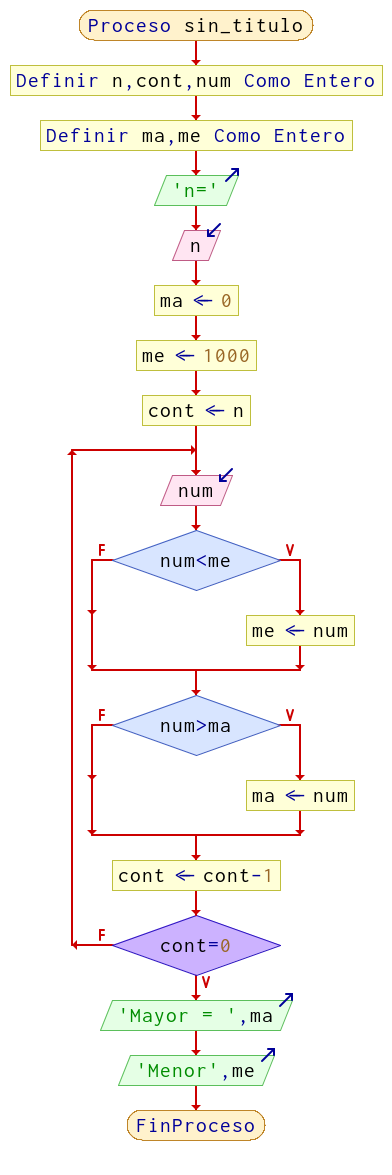 Proceso sin_titulo
Definir n,cont,num Como Entero
Definir ma,me Como Entero
'n='
n
ma ← 0
me ← 1000
cont ← n
num
F
V
num<me
me ← num
F
V
num>ma
ma ← num
cont ← cont-1
F
cont=0
V
'Mayor = ',ma
'Menor',me
FinProceso